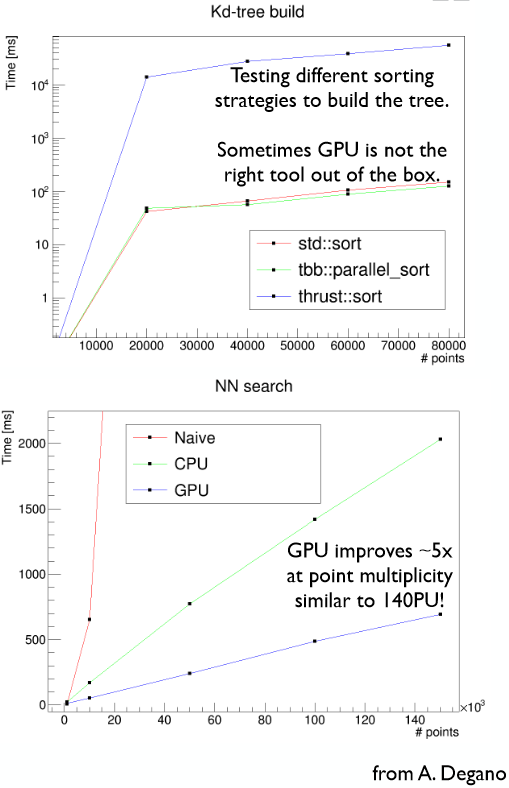 Kd-tree build
Time [ms]
10^4
10^3
10^2
10
1
Testing different sorting
strategies to build the tree.
Sometimes GPU is not the
right tool out of the box.
std::sort
tbb::parallel_sort
thrust::sort
10000 20000 30000 40000 50000 60000 70000 80000
# points
NN search
Time [ms]
2000
1500
1000
500
0
Naive
CPU
GPU
GPU improves ~5x
at point multiplicity
similar to 140PU!
0 20 40 60 80 100 120 140
×10^3
# points
from A. Degano